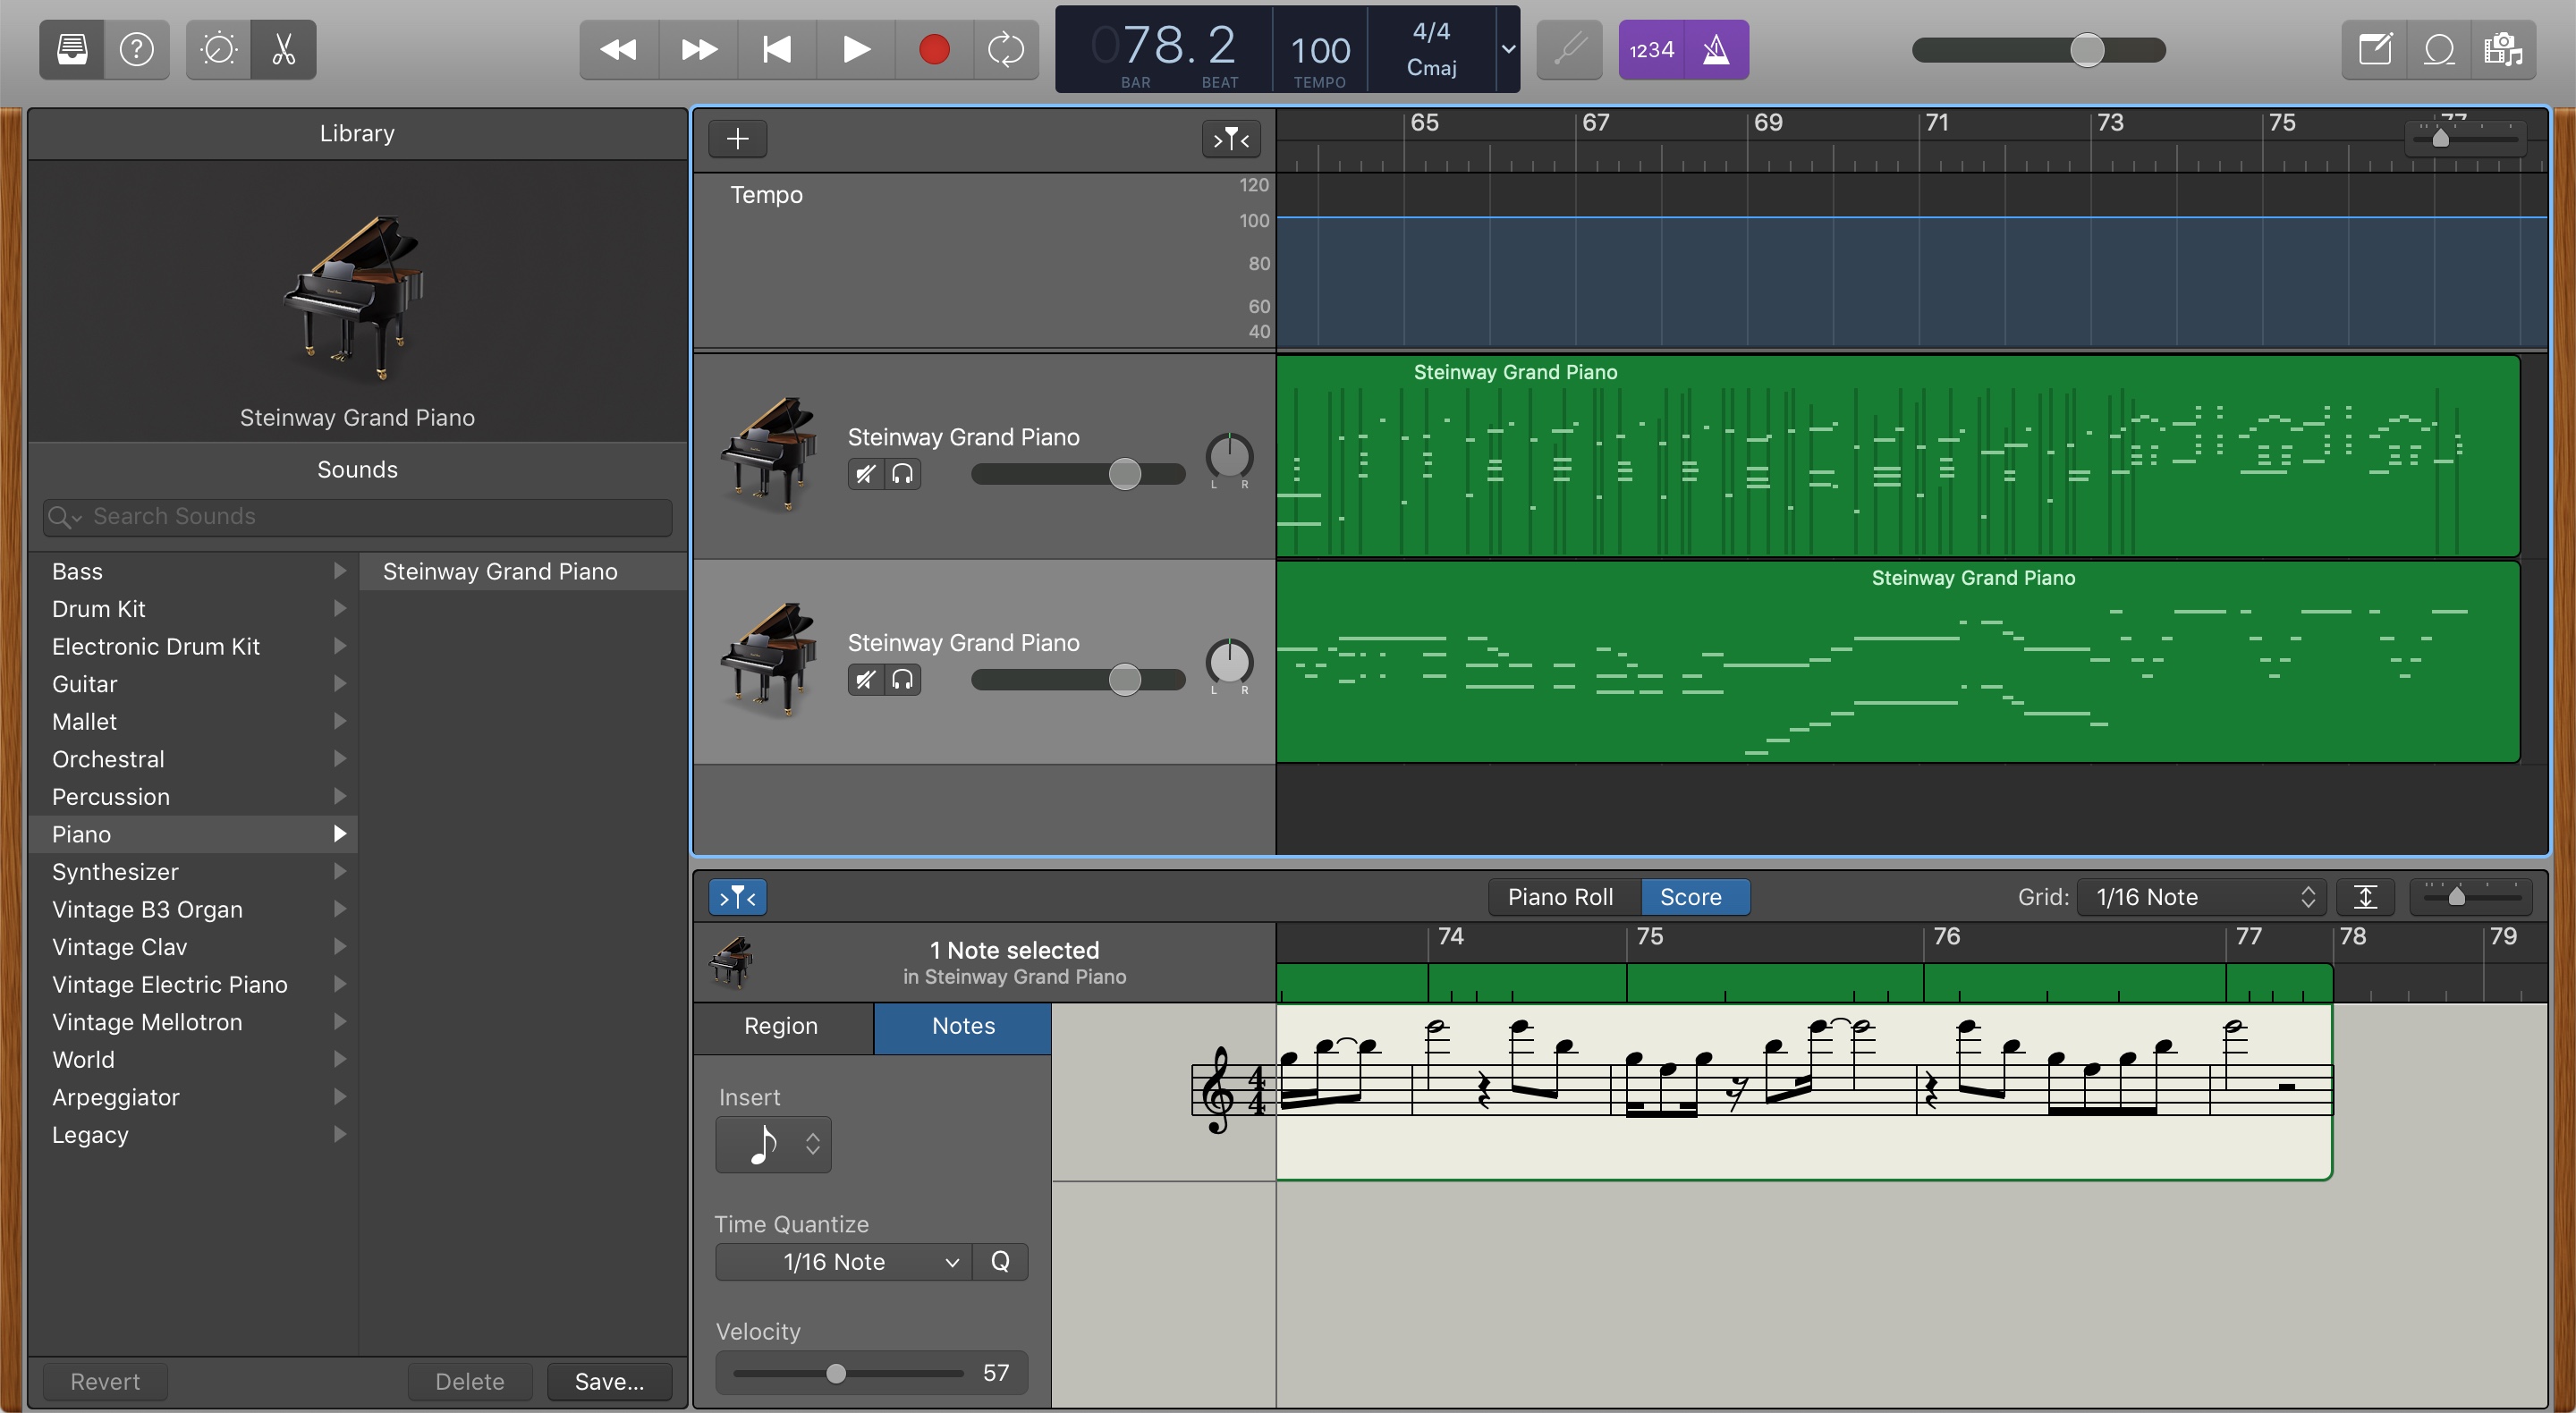 078. 2
BAR
BEAT
100
TEMPO
4/4
Cmaj
1234
Library
Steinway Grand Piano
Sounds
Search Sounds
Bass
Drum Kit
Electronic Drum Kit
Guitar
Mallet
Orchestral
Percussion
Piano
Synthesizer
Vintage B3 Organ
Vintage Clav
Vintage Electric Piano
Vintage Mellotron
World
Arpeggiator
Legacy
Steinway Grand Piano
Revert
Delete
Save...
65
67
69
71
73
75
77
Tempo
120
100
80
60
40
Steinway Grand Piano
L R
Steinway Grand Piano
Steinway Grand Piano
L R
Steinway Grand Piano
Piano Roll
Score
Grid:
1/16 Note
1 Note selected
in Steinway Grand Piano
74
75
76
77
78
79
Region
Notes
Insert
Time Quantize
1/16 Note
Q
Velocity
57
4
4